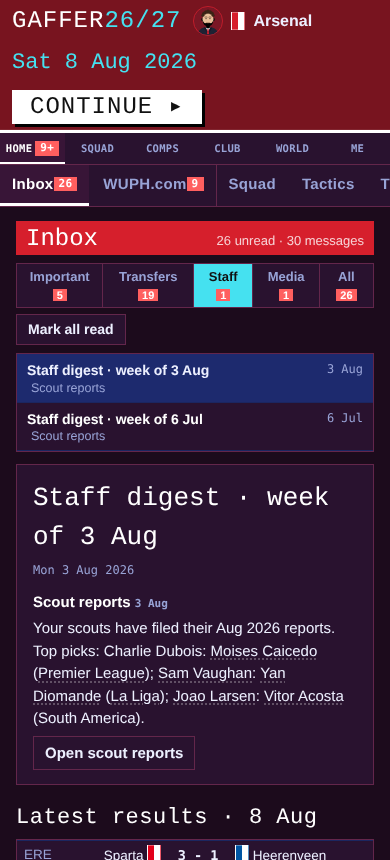 GAFFER26/27 Arsenal
Sat 8 Aug 2026
CONTINUE ▸
HOME 9+ SQUAD COMPS CLUB WORLD ME
Inbox 26 WUPH.com 9 Squad Tactics T
Inbox 26 unread · 30 messages
Important Transfers Staff Media All
5 19 1 1 26
Mark all read
Staff digest · week of 3 Aug 3 Aug
Scout reports
Staff digest · week of 6 Jul 6 Jul
Scout reports
Staff digest · week
of 3 Aug
Mon 3 Aug 2026
Scout reports 3 Aug
Your scouts have filed their Aug 2026 reports.
Top picks: Charlie Dubois: Moises Caicedo
(Premier League); Sam Vaughan: Yan
Diomande (La Liga); Joao Larsen: Vitor Acosta
(South America).
Open scout reports
Latest results · 8 Aug
ERE Sparta 3 - 1 Heerenveen